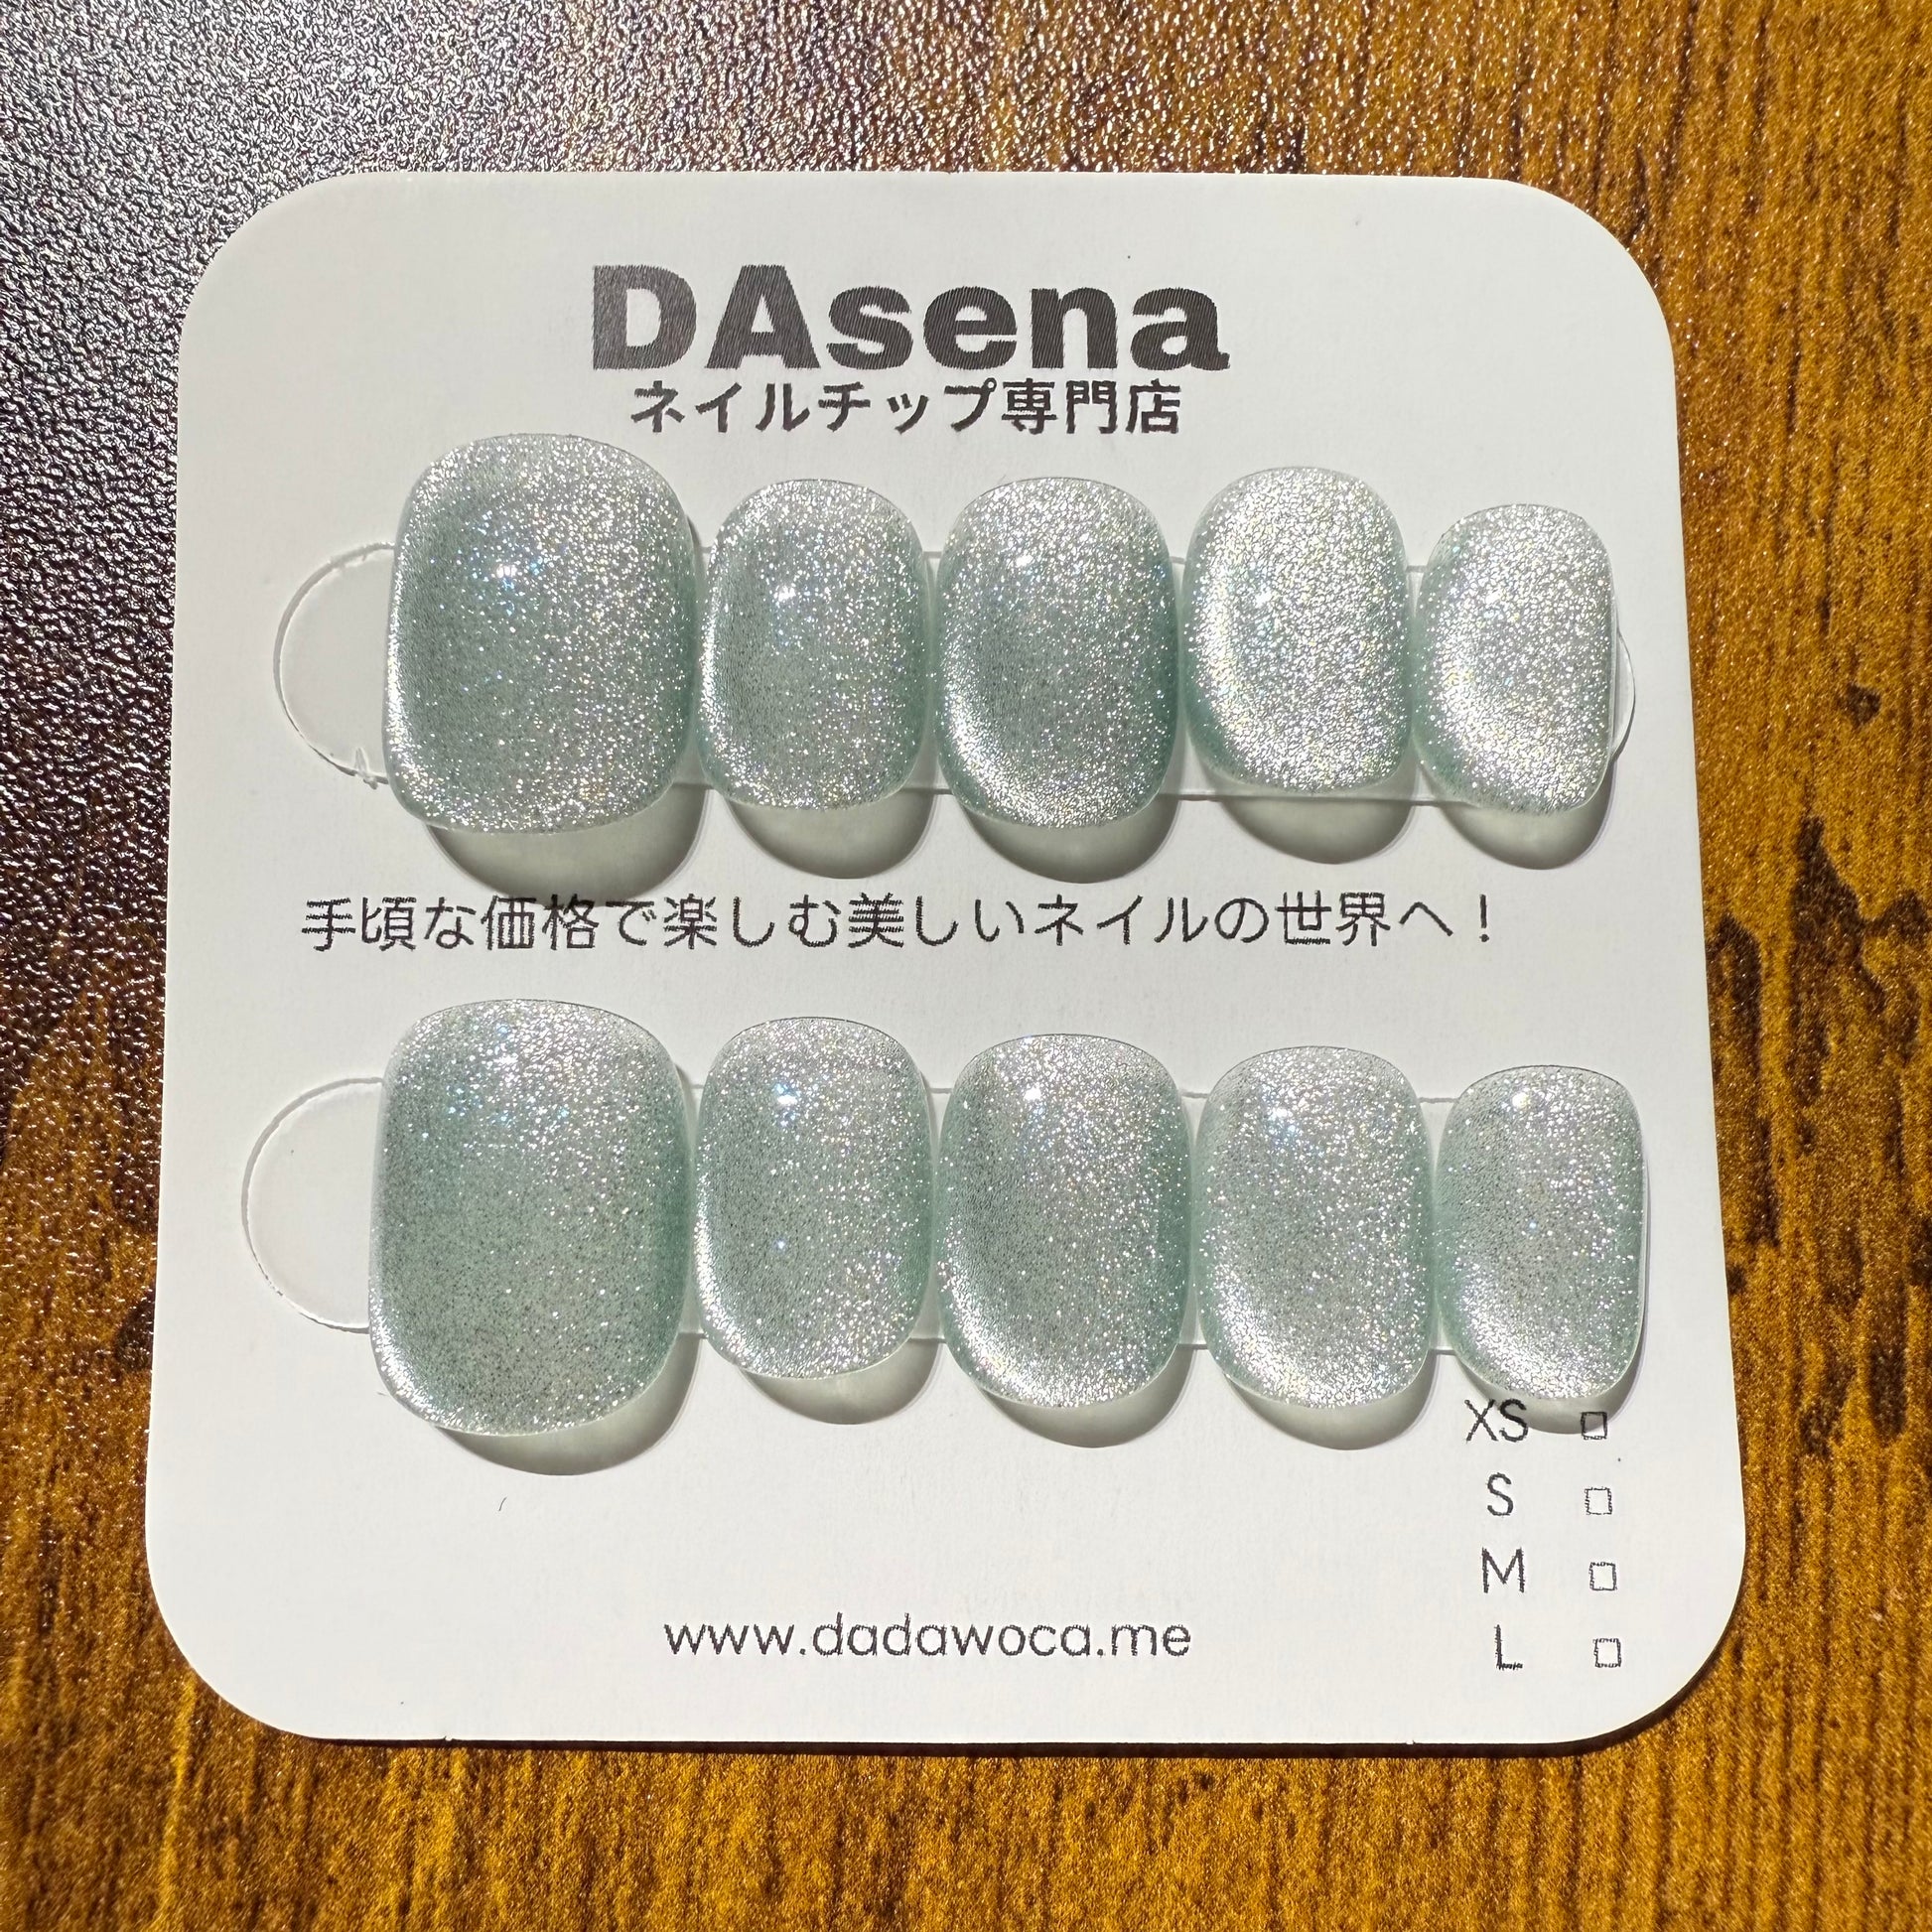 DAsena
ネイルチップ専門店
手頃な価格で楽しむ美しいネイルの世界へ！
XS
S
M
L
www.dadawoca.me